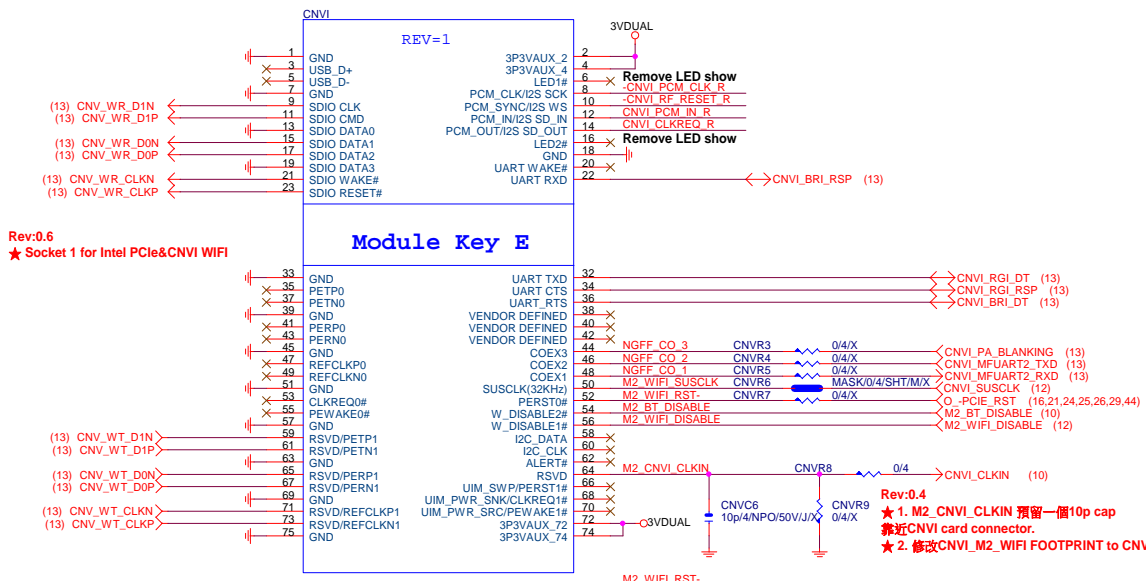 CNVI
REV=1
3VDUAL
1 GND 3P3VAUX_2 2
3 USB_D+ 3P3VAUX_4 4
5 USB_D- LED1# 6 Remove LED show
7 GND PCM_CLK/I2S SCK 8 -CNVI_PCM_CLK_R
(13) CNV_WR_D1N 9 SDIO CLK PCM_SYNC/I2S WS 10 -CNVI_RF_RESET_R
(13) CNV_WR_D1P 11 SDIO CMD PCM_IN/I2S SD_IN 12 CNVI_PCM_IN_R
13 SDIO DATA0 PCM_OUT/I2S SD_OUT 14 CNVI_CLKREQ_R
(13) CNV_WR_D0N 15 SDIO DATA1 LED2# 16 Remove LED show
(13) CNV_WR_D0P 17 SDIO DATA2 GND 18
19 SDIO DATA3 UART WAKE# 20
(13) CNV_WR_CLKN 21 SDIO WAKE# UART RXD 22 CNVI_BRI_RSP (13)
(13) CNV_WR_CLKP 23 SDIO RESET#
Rev:0.6
★ Socket 1 for Intel PCIe&CNVI WIFI
Module Key E
33 GND UART TXD 32 CNVI_RGI_DT (13)
35 PETP0 UART CTS 34 CNVI_RGI_RSP (13)
37 PETN0 UART_RTS 36 CNVI_BRI_DT (13)
39 GND VENDOR DEFINED 38
41 PERP0 VENDOR DEFINED 40
43 PERN0 VENDOR DEFINED 42
45 GND COEX3 44 NGFF_CO_3 CNVR3 0/4/X CNVI_PA_BLANKING (13)
47 REFCLKP0 COEX2 46 NGFF_CO_2 CNVR4 0/4/X CNVI_MFUART2_TXD (13)
49 REFCLKN0 COEX1 48 NGFF_CO_1 CNVR5 0/4/X CNVI_MFUART2_RXD (13)
51 GND SUSCLK(32KHz) 50 M2_WIFI_SUSCLK CNVR6 MASK/0/4/SHT/M/X CNVI_SUSCLK (12)
53 CLKREQ0# PERST0# 52 M2_WIFI_RST- CNVR7 0/4/X O_-PCIE_RST (16,21,24,25,26,29,44)
55 PEWAKE0# W_DISABLE2# 54 M2_BT_DISABLE M2_BT_DISABLE (10)
57 GND W_DISABLE1# 56 M2_WIFI_DISABLE M2_WIFI_DISABLE (12)
(13) CNV_WT_D1N 59 RSVD/PETP1 I2C_DATA 58
(13) CNV_WT_D1P 61 RSVD/PETN1 I2C_CLK 60
63 GND ALERT# 62
(13) CNV_WT_D0N 65 RSVD/PERP1 RSVD 64 M2_CNVI_CLKIN CNVR8 0/4 CNVI_CLKIN (10)
(13) CNV_WT_D0P 67 RSVD/PERN1 UIM_SWP/PERST1# 66
69 GND UIM_PWR_SNK/CLKREQ1# 68
(13) CNV_WT_CLKN 71 RSVD/REFCLKP1 UIM_PWR_SRC/PEWAKE1# 70
(13) CNV_WT_CLKP 73 RSVD/REFCLKN1 3P3VAUX_72 72 3VDUAL
75 GND 3P3VAUX_74 74
CNVC6
10p/4/NPO/50V/J/X
CNVR9
0/4/X
Rev:0.4
★ 1. M2_CNVI_CLKIN 預留一個10p cap
靠近CNVI card connector.
★ 2. 修改CNVI_M2_WIFI FOOTPRINT to CNV
M2_WIFI_RST-